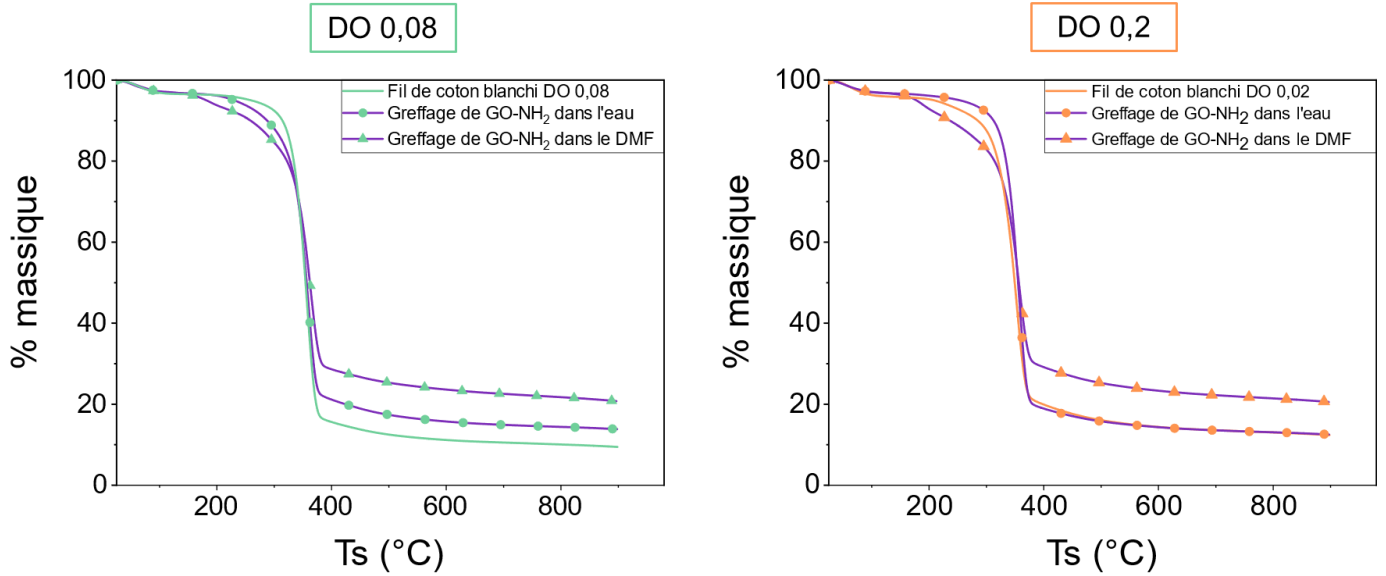 DO 0,08
% massique
100
80
60
40
20
0
Fil de coton blanchi DO 0,08
Greffage de GO-NH₂ dans l'eau
Greffage de GO-NH₂ dans le DMF
200 400 600 800
Ts (°C)
DO 0,2
% massique
100
80
60
40
20
0
Fil de coton blanchi DO 0,02
Greffage de GO-NH₂ dans l'eau
Greffage de GO-NH₂ dans le DMF
200 400 600 800
Ts (°C)